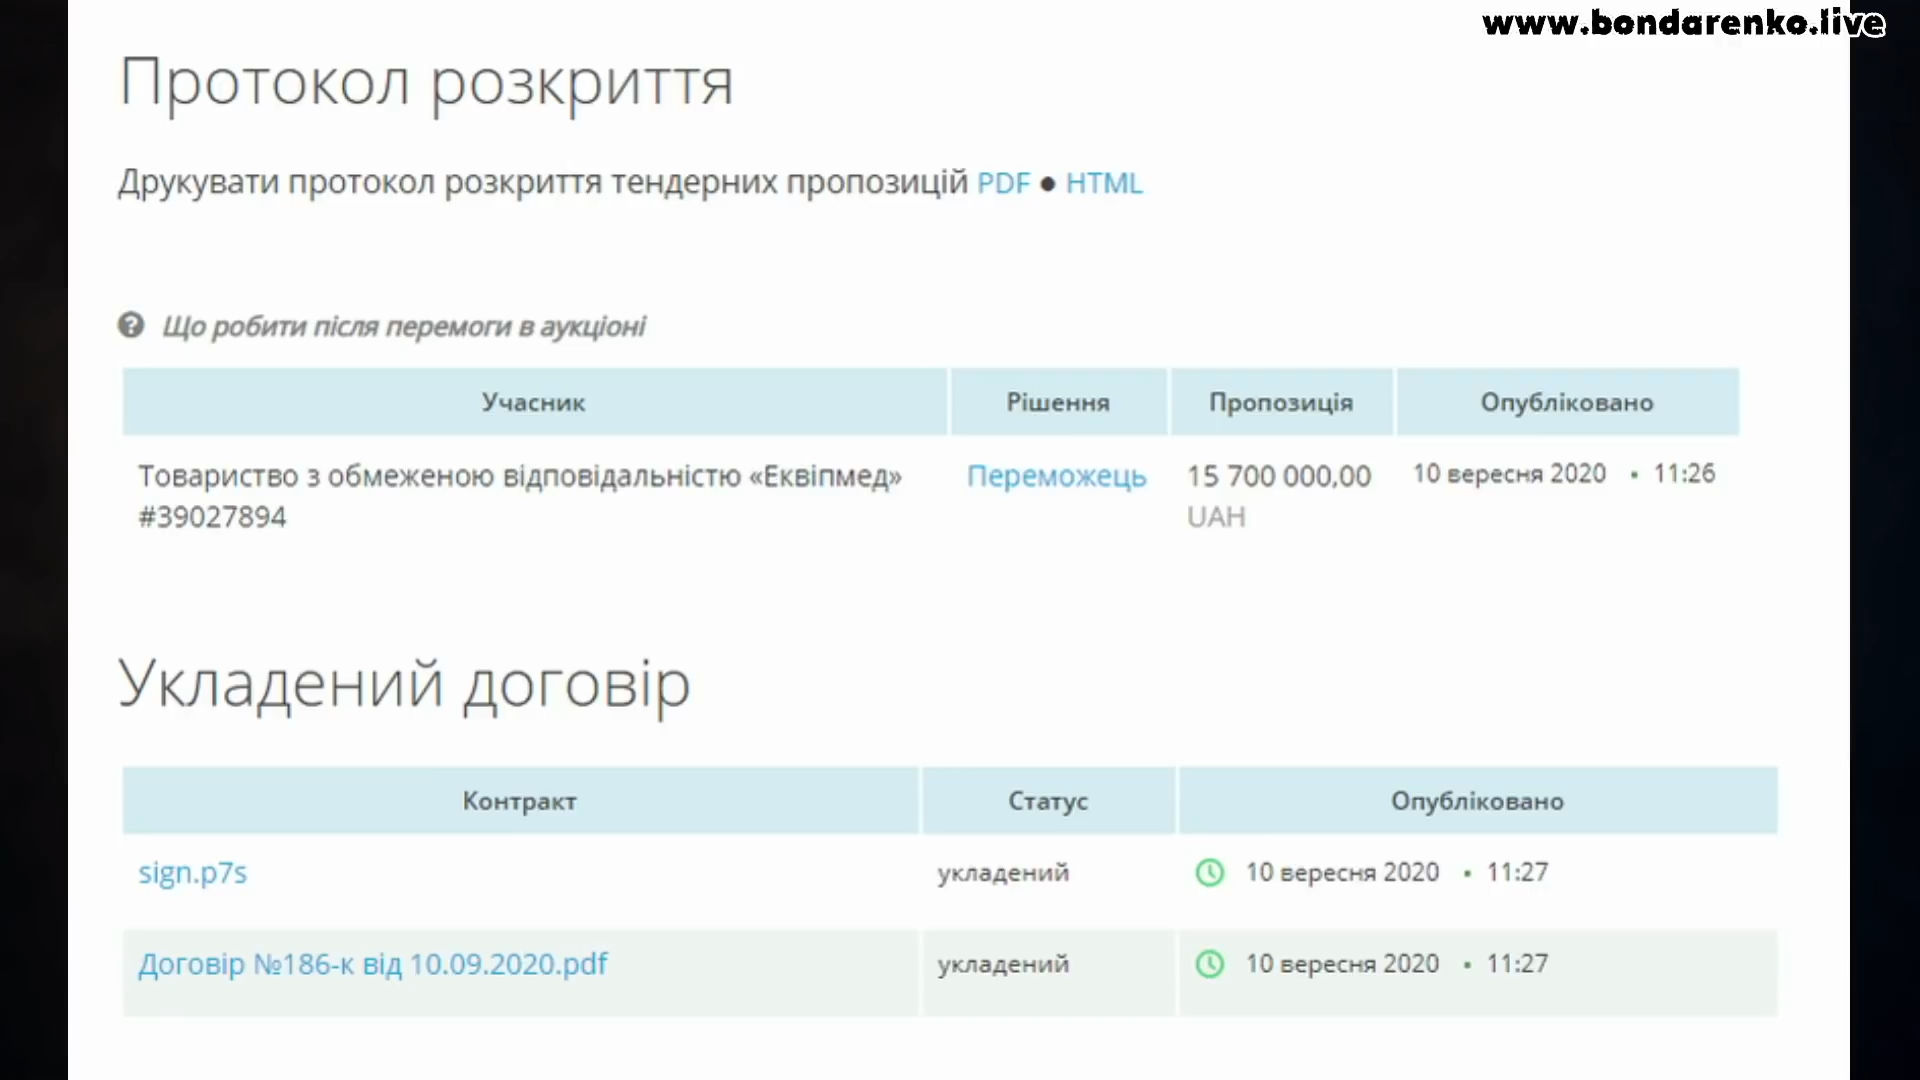 www.bondarenko.live
Протокол розкриття
Друкувати протокол розкриття тендерних пропозицій PDF ● HTML
Що робити після перемоги в аукціоні
Учасник Рішення Пропозиція Опубліковано
Товариство з обмеженою відповідальністю «Еквіпмед» Переможець 15 700 000,00 10 вересня 2020 • 11:26
#39027894 UAH
Укладений договір
Контракт Статус Опубліковано
sign.p7s укладений 10 вересня 2020 • 11:27
Договір №186-к від 10.09.2020.pdf укладений 10 вересня 2020 • 11:27